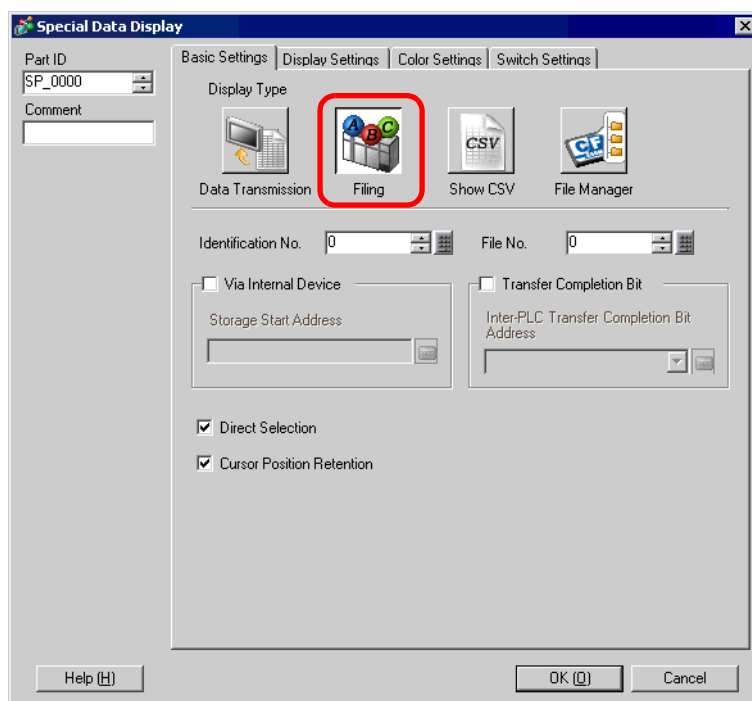 Special Data Display
Part ID
SP_0000
Comment
Basic Settings
Display Settings
Color Settings
Switch Settings
Display Type
A B C
CSV
CF
Data Transmission
Filing
Show CSV
File Manager
Identification No.
0
File No.
0
Via Internal Device
Transfer Completion Bit
Storage Start Address
Inter-PLC Transfer Completion Bit
Address
Direct Selection
Cursor Position Retention
Help (H)
OK (O)
Cancel